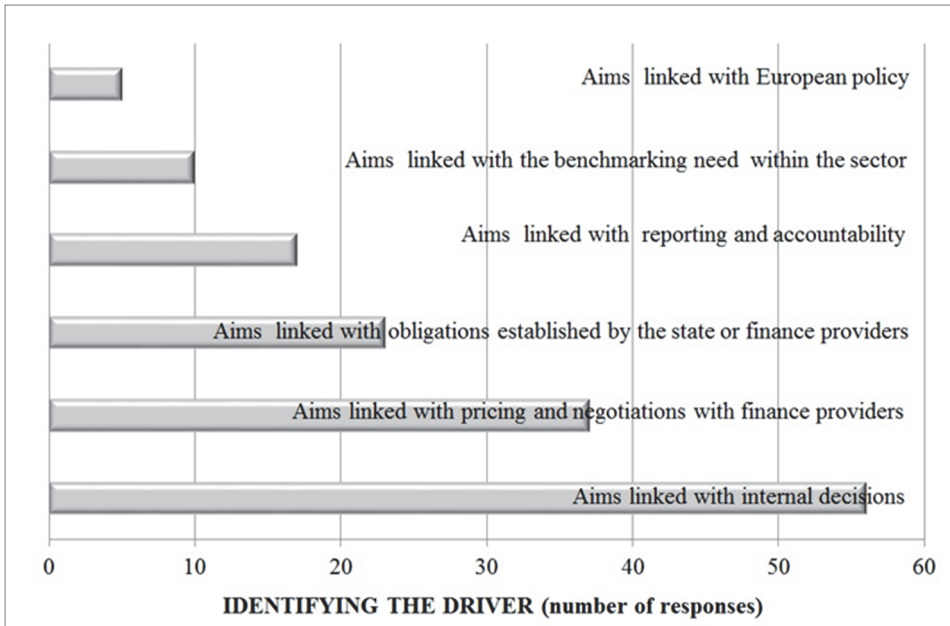 Aims linked with European policy
Aims linked with the benchmarking need within the sector
Aims linked with reporting and accountability
Aims linked with obligations established by the state or finance providers
Aims linked with pricing and negotiations with finance providers
Aims linked with internal decisions
0 10 20 30 40 50 60
IDENTIFYING THE DRIVER (number of responses)